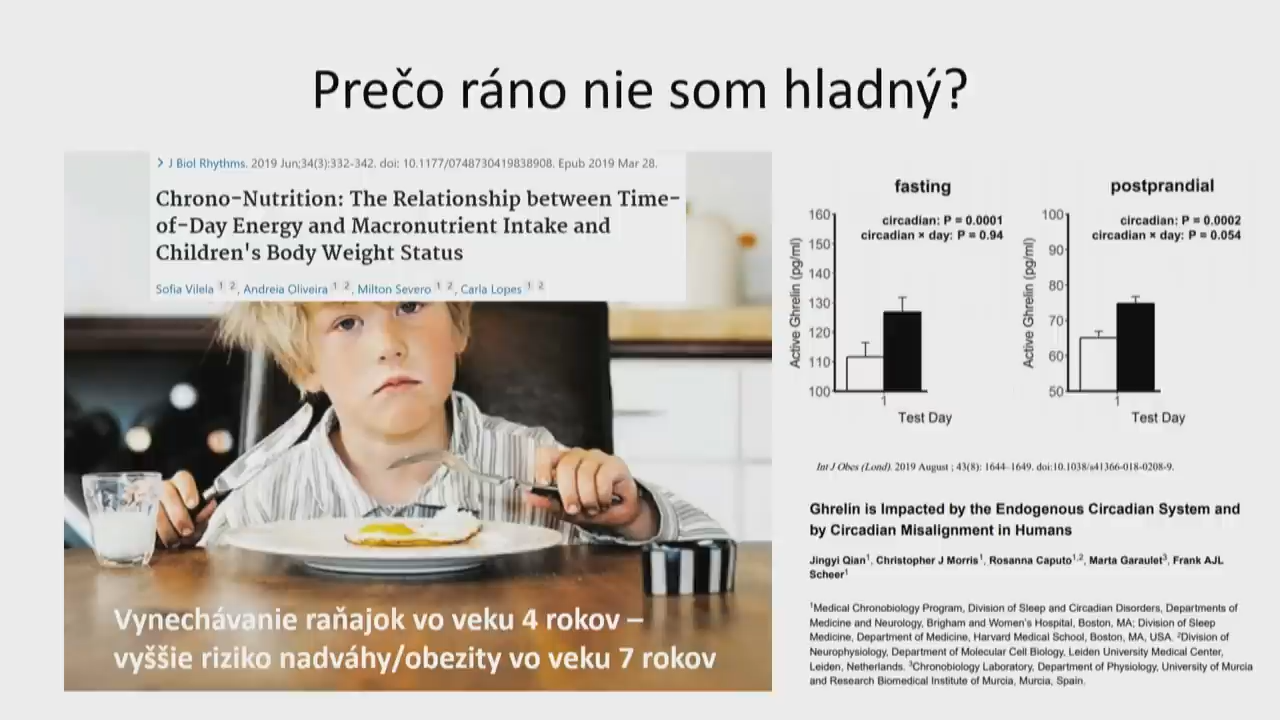 Prečo ráno nie som hladný?
> J Biol Rhythms. 2019 Jun;34(3):332-342. doi: 10.1177/0748730419838908. Epub 2019 Mar 28.
Chrono-Nutrition: The Relationship between Time-
of-Day Energy and Macronutrient Intake and
Children's Body Weight Status
Sofia Vilela 1 2, Andreia Oliveira 1 2, Milton Severo 1 2, Carla Lopes 1 2
Vynechávanie raňajok vo veku 4 rokov –
vyššie riziko nadváhy/obezity vo veku 7 rokov
fasting
circadian: P = 0.0001
circadian × day: P = 0.94
Active Ghrelin (pg/ml)
160
150
140
130
120
110
100
1
Test Day
postprandial
circadian: P = 0.0002
circadian × day: P = 0.054
Active Ghrelin (pg/ml)
100
90
80
70
60
50
1
Test Day
Int J Obes (Lond). 2019 August ; 43(8): 1644–1649. doi:10.1038/s41366-018-0208-9.
Ghrelin is Impacted by the Endogenous Circadian System and
by Circadian Misalignment in Humans
Jingyi Qian1, Christopher J Morris1, Rosanna Caputo1,2, Marta Garaulet3, Frank AJL
Scheer1
1Medical Chronobiology Program, Division of Sleep and Circadian Disorders, Departments of
Medicine and Neurology, Brigham and Women's Hospital, Boston, MA; Division of Sleep
Medicine, Department of Medicine, Harvard Medical School, Boston, MA, USA. 2Division of
Neurophysiology, Department of Molecular Cell Biology, Leiden University Medical Center,
Leiden, Netherlands. 3Chronobiology Laboratory, Department of Physiology, University of Murcia
and Research Biomedical Institute of Murcia, Murcia, Spain.